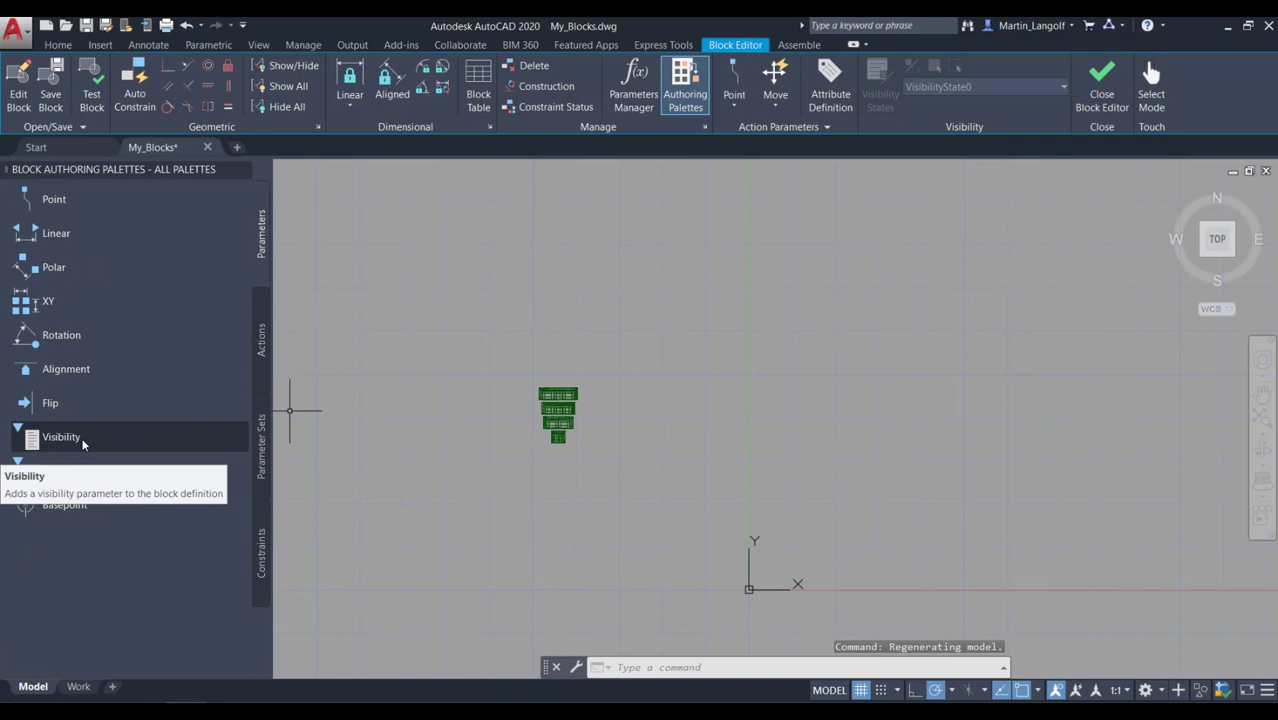 Autodesk AutoCAD 2020 My_Blocks.dwg
Type a keyword or phrase
Martin_Langolf
Home Insert Annotate Parametric View Manage Output Add-ins Collaborate BIM 360 Featured Apps Express Tools Block Editor Assemble
Edit Block
Save Block
Test Block
Auto Constrain
Show/Hide
Show All
Hide All
Linear
Aligned
Block Table
Delete
Construction
Constraint Status
Parameters Manager
Authoring Palettes
Point
Move
Attribute Definition
Visibility States
VisibilityState0
Close Block Editor
Select Mode
Open/Save Geometric Dimensional Manage Action Parameters Visibility Close Touch
Start My_Blocks*
BLOCK AUTHORING PALETTES - ALL PALETTES
Point
Linear
Polar
XY
Rotation
Alignment
Flip
Visibility
Visibility
Adds a visibility parameter to the block definition
Basepoint
Parameters
Actions
Parameter Sets
Constraints
N
W TOP E
S
WCS
Y
X
Command: Regenerating model.
Type a command
Model Work
MODEL 1:1